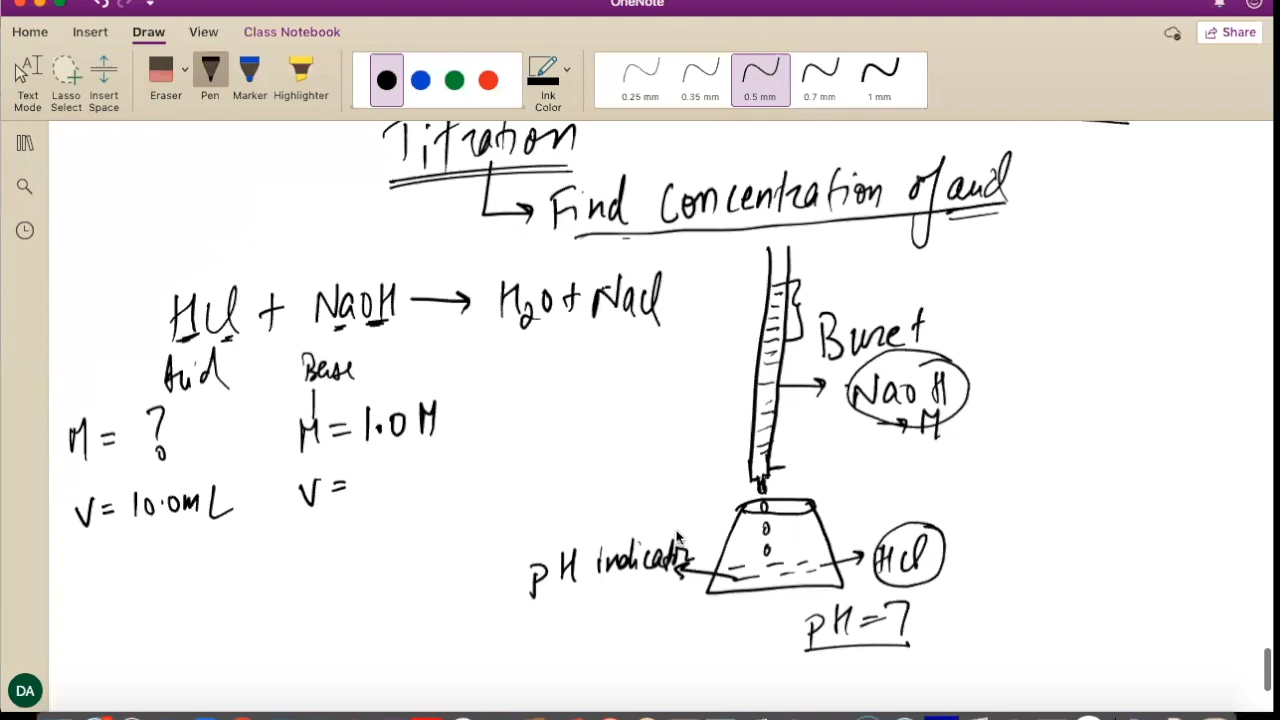 OneNote
Home Insert Draw View Class Notebook Share
Text Mode
Lasso Select
Insert Space
Eraser
Pen
Marker
Highlighter
Ink Color
0.25 mm 0.35 mm 0.5 mm 0.7 mm 1 mm
Titration
Find Concentration of acid
HCl + NaOH → H2O + NaCl
Acid Base
M = ? M = 1.0 M
V = 10.0 mL V =
Buret
NaOH
→ M
pH indicator
HCl
pH = 7
DA